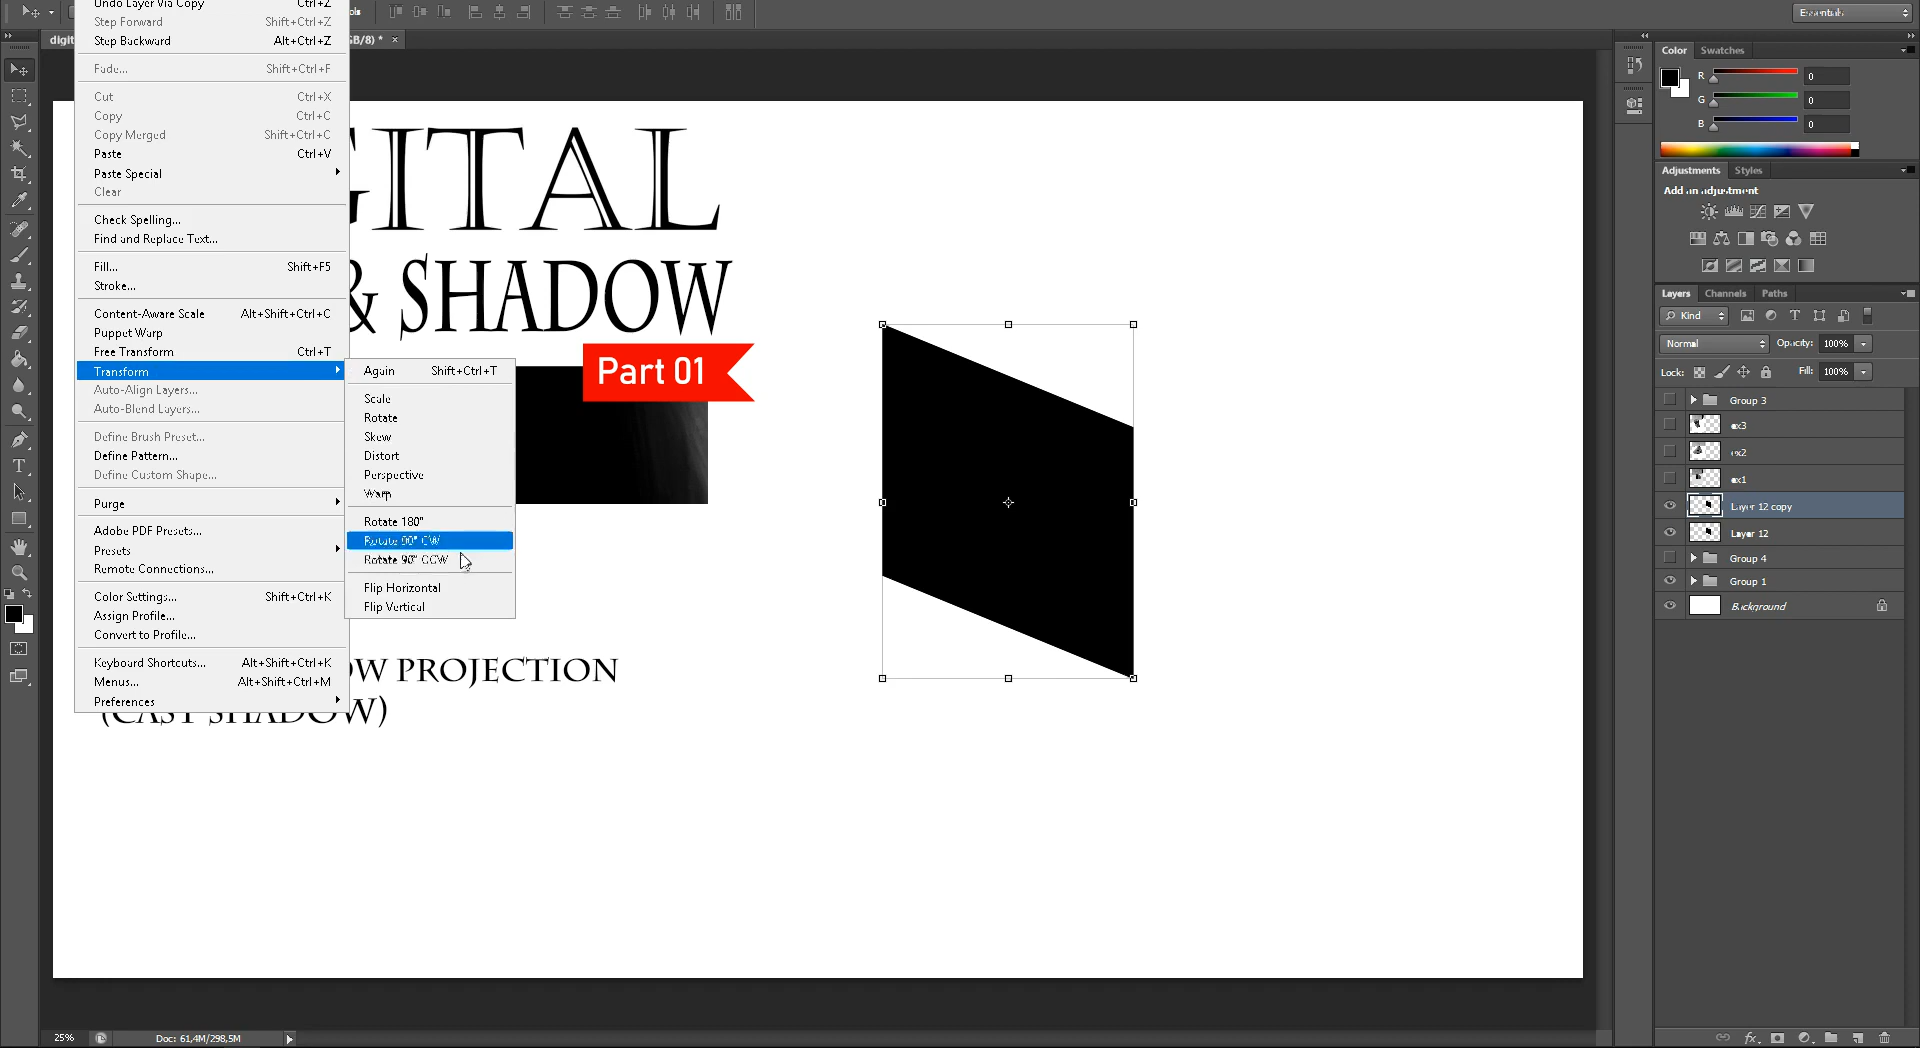 Undo Layer Via Copy Ctrl+Z
Step Forward Shift+Ctrl+Z
Step Backward Alt+Ctrl+Z
Fade... Shift+Ctrl+F
Cut Ctrl+X
Copy Ctrl+C
Copy Merged Shift+Ctrl+C
Paste Ctrl+V
Paste Special
Clear
Check Spelling...
Find and Replace Text...
Fill... Shift+F5
Stroke...
Content-Aware Scale Alt+Shift+Ctrl+C
Puppet Warp
Free Transform Ctrl+T
Transform
Auto-Align Layers...
Auto-Blend Layers...
Define Brush Preset...
Define Pattern...
Define Custom Shape...
Purge
Adobe PDF Presets...
Presets
Remote Connections...
Color Settings... Shift+Ctrl+K
Assign Profile...
Convert to Profile...
Keyboard Shortcuts... Alt+Shift+Ctrl+K
Menus... Alt+Shift+Ctrl+M
Preferences
Again Shift+Ctrl+T
Scale
Rotate
Skew
Distort
Perspective
Warp
Rotate 180°
Rotate 90° CW
Rotate 90° CCW
Flip Horizontal
Flip Vertical
GITAL
& SHADOW
Part 01
OW PROJECTION
(CAST SHADOW)
Essentials
Color Swatches
R 0
G 0
B 0
Adjustments Styles
Add an adjustment
Layers Channels Paths
Kind
Normal Opacity: 100%
Lock: Fill: 100%
Group 3
ex3
ex2
ex1
Layer 12 copy
Layer 12
Group 4
Group 1
Background
25% Doc: 61,4M/298,5M